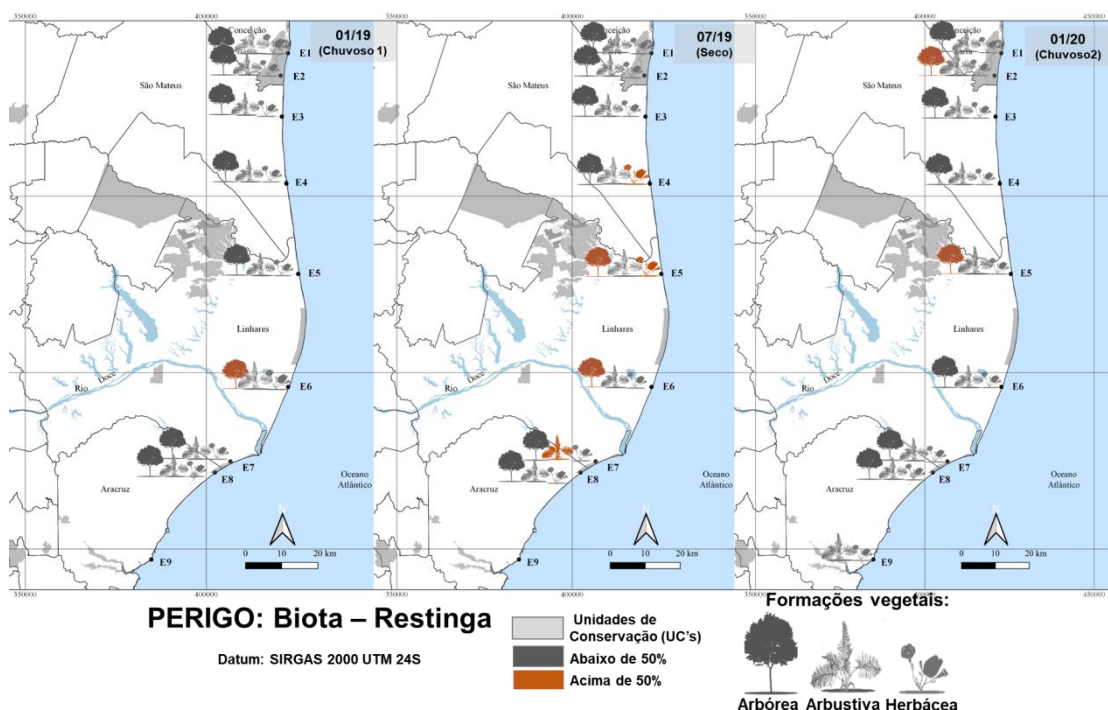 350000
400000
350000
400000
350000
400000
450000
01/19
(Chuvoso 1)
Conceição
E1
E2
São Mateus
E3
E4
E5
Linhares
Rio Doce
E6
E7
E8
Aracruz
Oceano
Atlântico
N
0 10 20 km
E9
07/19
(Seco)
E1
E2
São Mateus
E3
E4
E5
Linhares
Rio Doce
E6
E7
E8
Aracruz
Oceano
Atlântico
N
0 10 20 km
E9
01/20
(Chuvoso2)
E1
E2
São Mateus
E3
E4
E5
Linhares
Rio Doce
E6
E7
E8
Aracruz
Oceano
Atlântico
N
0 10 20 km
E9
350000
400000
350000
400000
350000
400000
450000
PERIGO: Biota – Restinga
Datum: SIRGAS 2000 UTM 24S
Unidades de
Conservação (UC's)
Abaixo de 50%
Acima de 50%
Formações vegetais:
Arbórea Arbustiva Herbácea